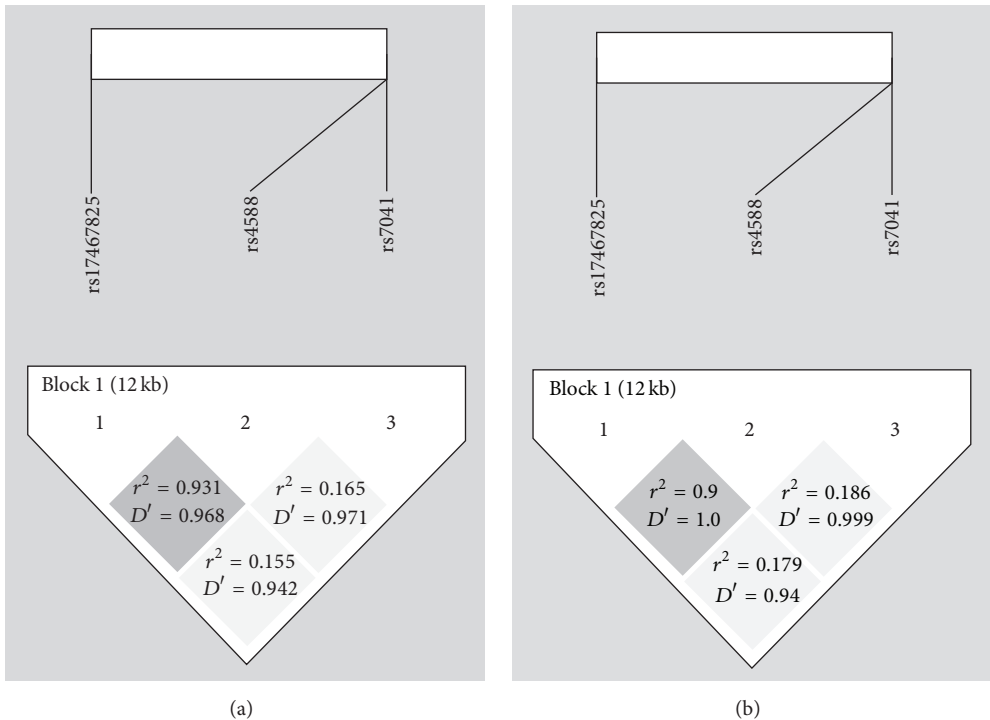 rs17467825
rs4588
rs7041
Block 1 (12 kb)
1 2 3
r² = 0.931
D′ = 0.968
r² = 0.165
D′ = 0.971
r² = 0.155
D′ = 0.942
(a)
rs17467825
rs4588
rs7041
Block 1 (12 kb)
1 2 3
r² = 0.9
D′ = 1.0
r² = 0.186
D′ = 0.999
r² = 0.179
D′ = 0.94
(b)